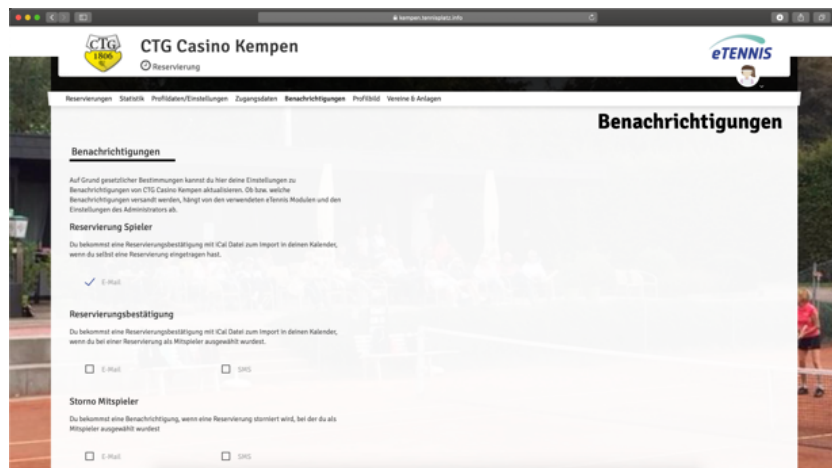 kempen.tennisplatz.info
CTG
1806
CTG Casino Kempen
Reservierung
eTENNIS
Reservierungen Statistik Profildaten/Einstellungen Zugangsdaten Benachrichtigungen Profilbild Vereine & Anlagen
Benachrichtigungen
Benachrichtigungen
Auf Grund gesetzlicher Bestimmungen kannst du hier deine Einstellungen zu
Benachrichtigungen von CTG Casino Kempen aktualisieren. Ob bzw. welche
Benachrichtigungen versandt werden, hängt von den verwendeten eTennis Modulen und den
Einstellungen des Administrators ab.
Reservierung Spieler
Du bekommst eine Reservierungsbestätigung mit iCal Datei zum Import in deinen Kalender,
wenn du selbst eine Reservierung eingetragen hast.
E-Mail
Reservierungsbestätigung
Du bekommst eine Reservierungsbestätigung mit iCal Datei zum Import in deinen Kalender,
wenn du bei einer Reservierung als Mitspieler ausgewählt wurdest.
E-Mail SMS
Storno Mitspieler
Du bekommst eine Benachrichtigung, wenn eine Reservierung storniert wird, bei der du als
Mitspieler ausgewählt wurdest
E-Mail SMS